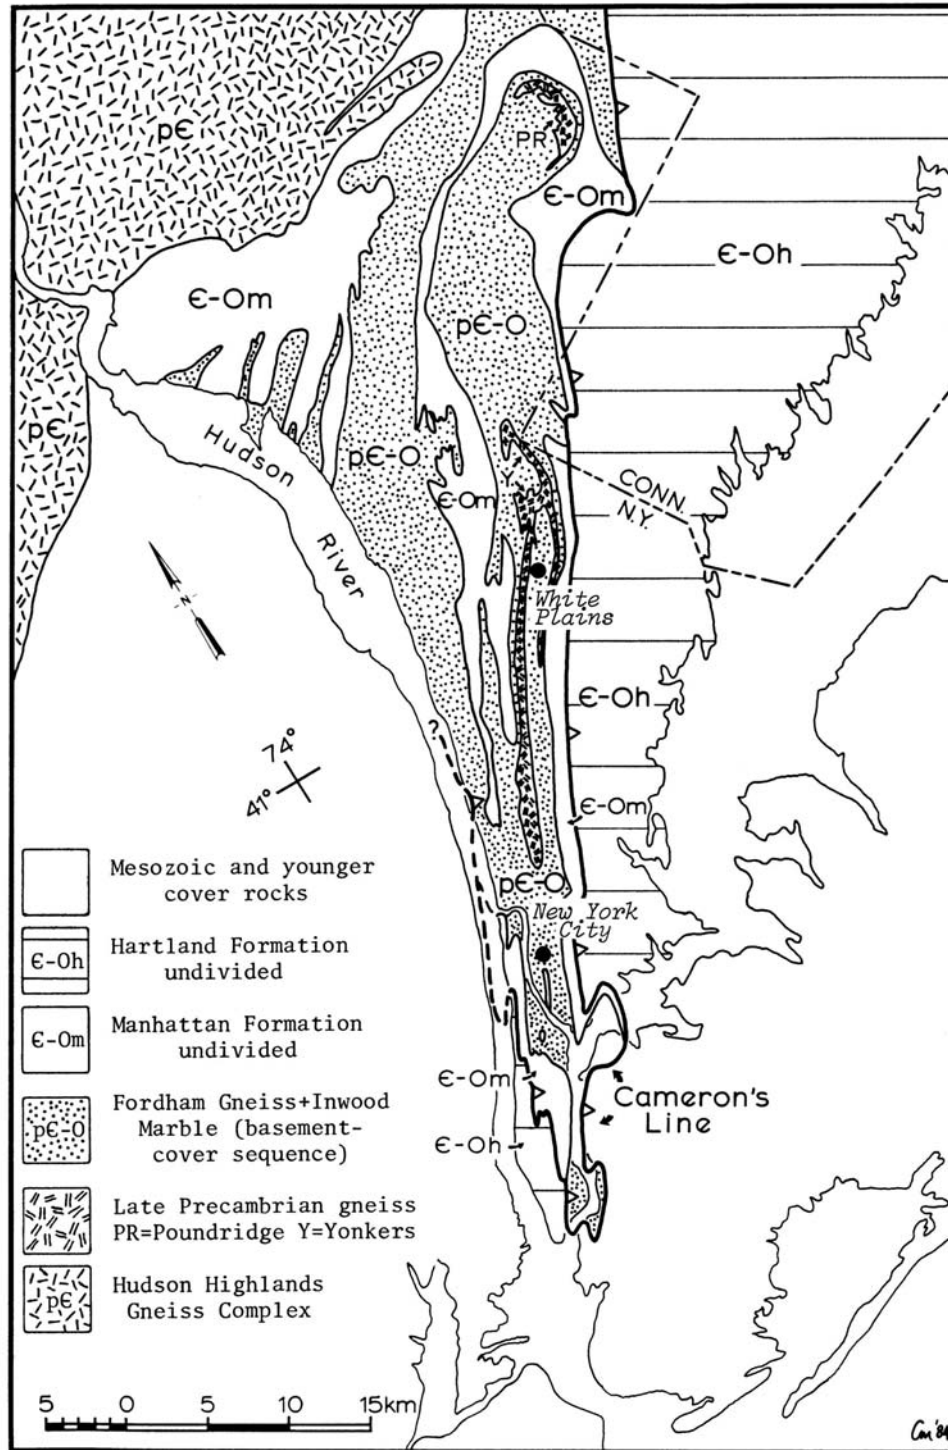 pЄ
PR
Є-Om
Є-Oh
Є-Om
pЄ-O
pЄ
pЄ-O
Hudson
River
Є-Om
Y
CONN.
N.Y.
N
White
Plains
Є-Oh
?
74°
41°
Є-Om
pЄ-O
New York
City
Mesozoic and younger
cover rocks
Є-Oh
Hartland Formation
undivided
Є-Om
Manhattan Formation
undivided
Є-Om
Є-Oh
Cameron's
Line
pЄ-O
Fordham Gneiss+Inwood
Marble (basement-
cover sequence)
Late Precambrian gneiss
PR=Poundridge Y=Yonkers
pЄ
Hudson Highlands
Gneiss Complex
5 0 5 10 15km